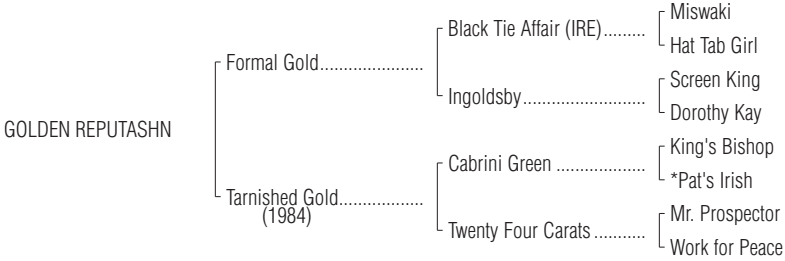 Miswaki
Black Tie Affair (IRE).........
Hat Tab Girl
Formal Gold......................
Screen King
Ingoldsby..........................
Dorothy Kay
GOLDEN REPUTASHN
King's Bishop
Cabrini Green ...................
*Pat's Irish
Tarnished Gold..................
(1984)
Mr. Prospector
Twenty Four Carats ...........
Work for Peace